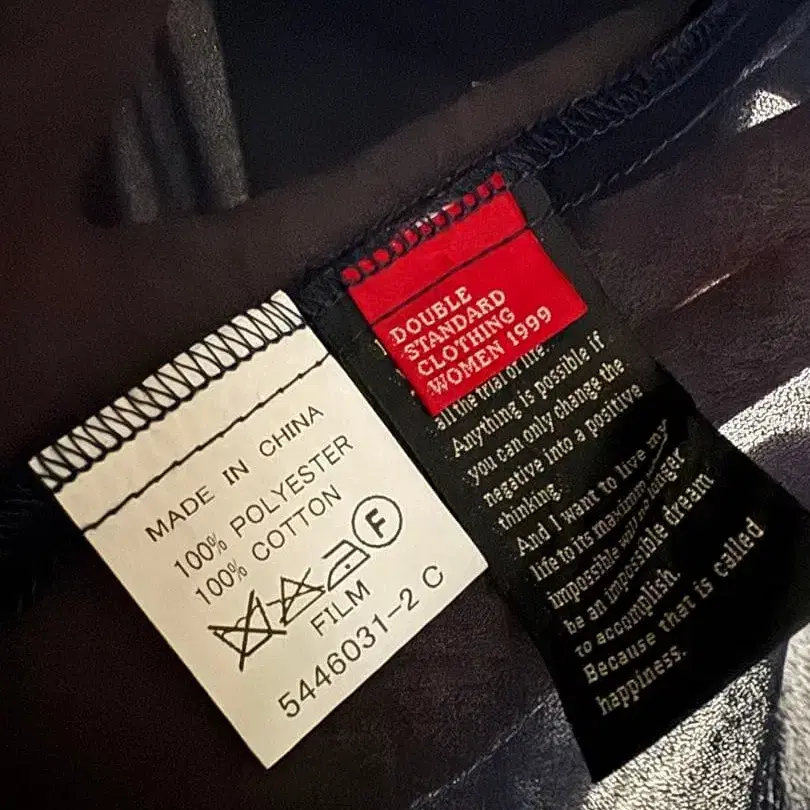 MADE IN CHINA
100% POLYESTER
100% COTTON
F
FILM
5446031-2 C
DOUBLE
STANDARD
CLOTHING
WOMEN 1999
all the trial of life.
Anything is possible if
you can only change the
negative into a positive
thinking.
And I want to live my
life to its maximum
impossible will no longer
be an impossible dream
to accomplish.
Because that is called
happiness.